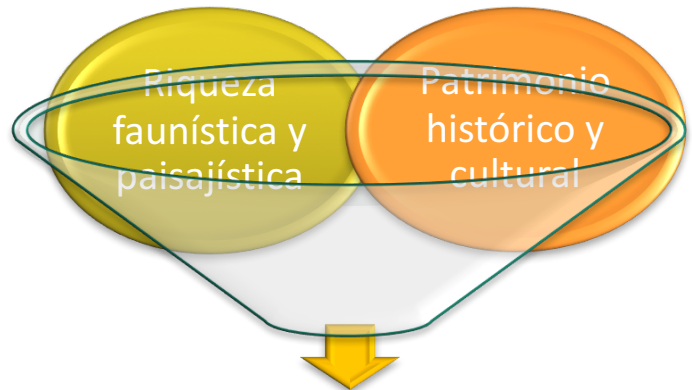 Riqueza
faunística y
paisajística
Patrimonio
histórico y
cultural